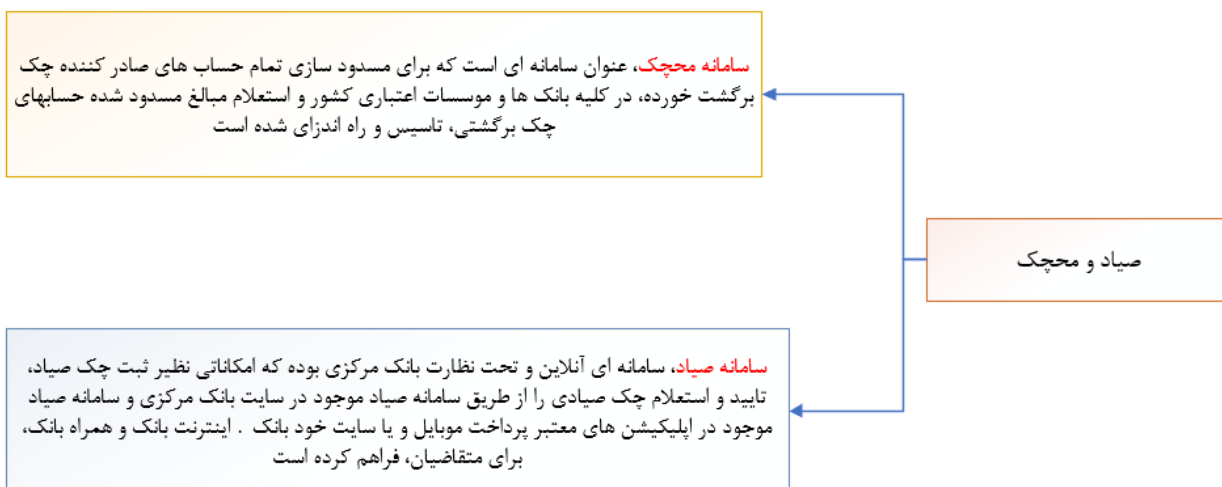 سامانه محچک، عنوان سامانه ای است که برای مسدود سازی تمام حساب های صادر کننده چک
برگشت خورده، در کلیه بانک ها و موسسات اعتباری کشور و استعلام مبالغ مسدود شده حسابهای
چک برگشتی، تاسیس و راه اندزای شده است
صیاد و محچک
سامانه صیاد، سامانه ای آنلاین و تحت نظارت بانک مرکزی بوده که امکاناتی نظیر ثبت چک صیاد،
تایید و استعلام چک صیادی را از طریق سامانه صیاد موجود در سایت بانک مرکزی و سامانه صیاد
موجود در اپلیکیشن های معتبر پرداخت موبایل و یا سایت خود بانک . اینترنت بانک و همراه بانک،
برای متقاضیان، فراهم کرده است